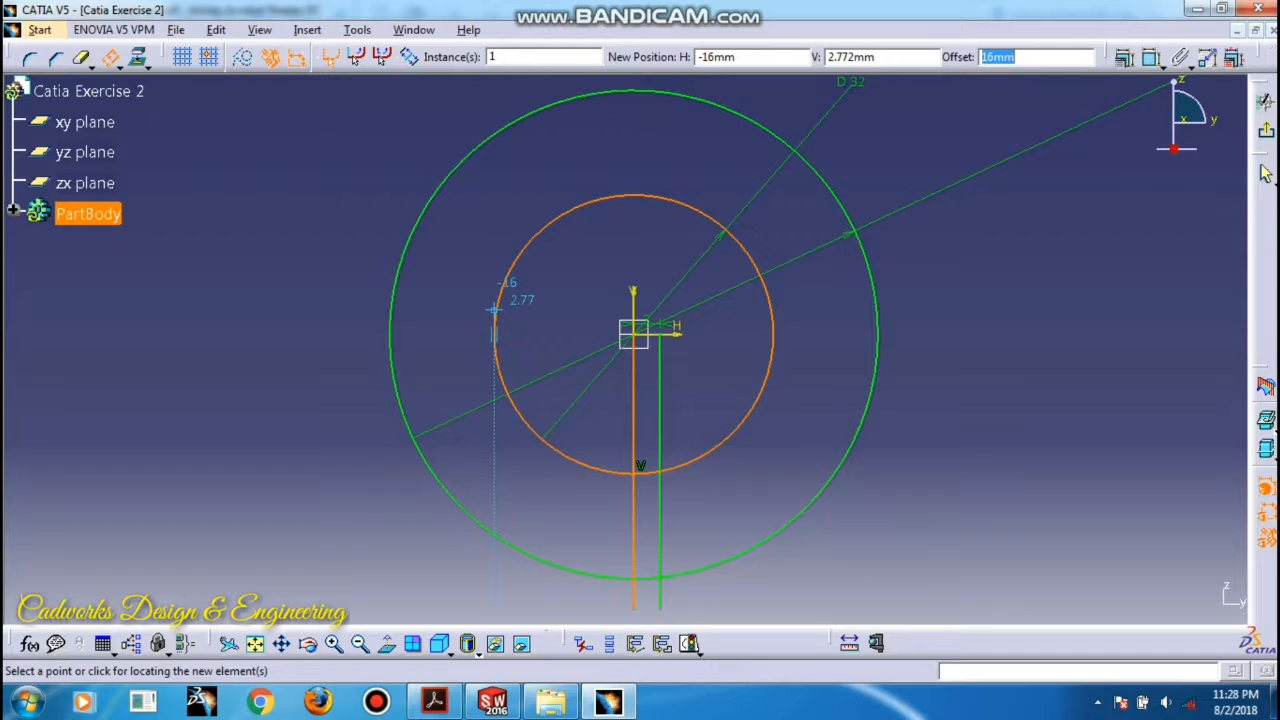 CATIA V5 - [Catia Exercise 2]
www.BANDICAM.com
Start
ENOVIA V5 VPM
File
Edit
View
Insert
Tools
Window
Help
Instance(s): 1
New Position: H: -16mm V: 2.772mm Offset: 16mm
Catia Exercise 2
xy plane
yz plane
zx plane
PartBody
D 32
z
x
y
-16
2.77
V
H
V
z
y
Cadworks Design & Engineering
f(x)
CATIA
Select a point or click for locating the new element(s)
SW
2016
11:28 PM
8/2/2018